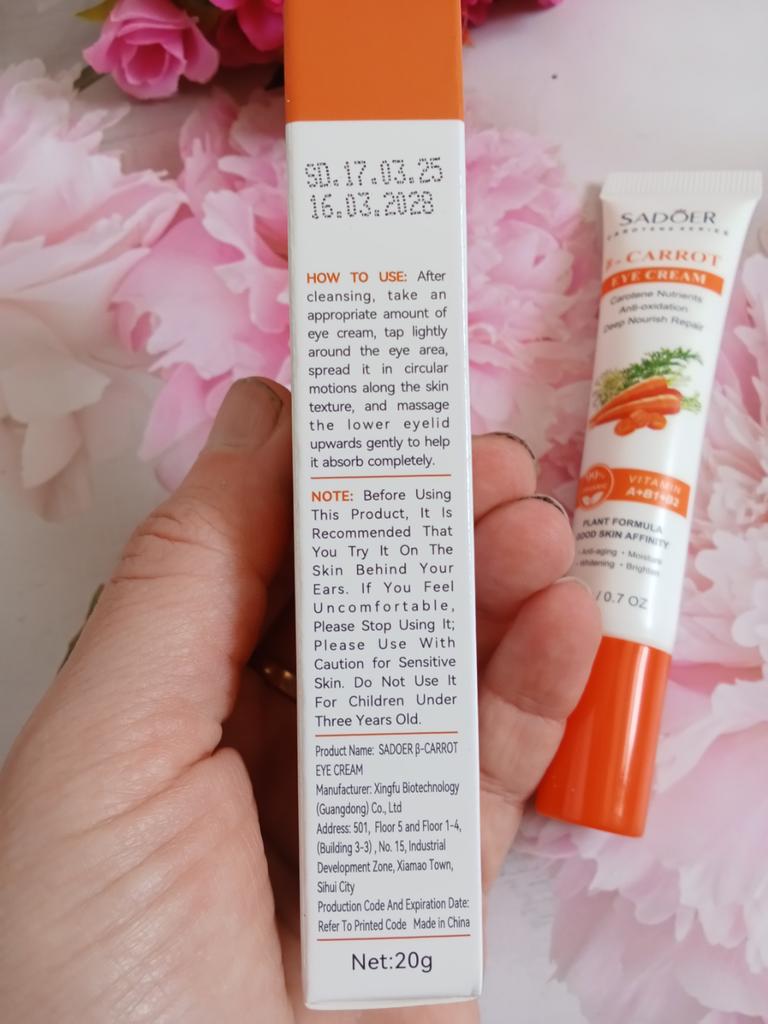 SD.17.03.25
16.03.2028
HOW TO USE: After
cleansing, take an
appropriate amount of
eye cream, tap lightly
around the eye area,
spread it in circular
motions along the skin
texture, and massage
the lower eyelid
upwards gently to help
it absorb completely.
NOTE: Before Using
This Product, It Is
Recommended That
You Try It On The
Skin Behind Your
Ears. If You Feel
Uncomfortable,
Please Stop Using It;
Please Use With
Caution for Sensitive
Skin. Do Not Use It
For Children Under
Three Years Old.
Product Name: SADOER β-CARROT
EYE CREAM
Manufacturer: Xingfu Biotechnology
(Guangdong) Co., Ltd
Address: 501, Floor 5 and Floor 1-4,
(Building 3-3) , No. 15, Industrial
Development Zone, Xiamao Town,
Sihui City
Production Code And Expiration Date:
Refer To Printed Code Made in China
Net:20g
SADOER
SERIES
β-CARROT
EYE CREAM
Carotene Nutrients
Anti-oxidation
Deep Nourish Repair
99%
VITAMIN
A+B1+B2
PLANT FORMULA
GOOD SKIN AFFINITY
Anti-aging • Moisture
Whitening • Brighten
/ 0.7 OZ